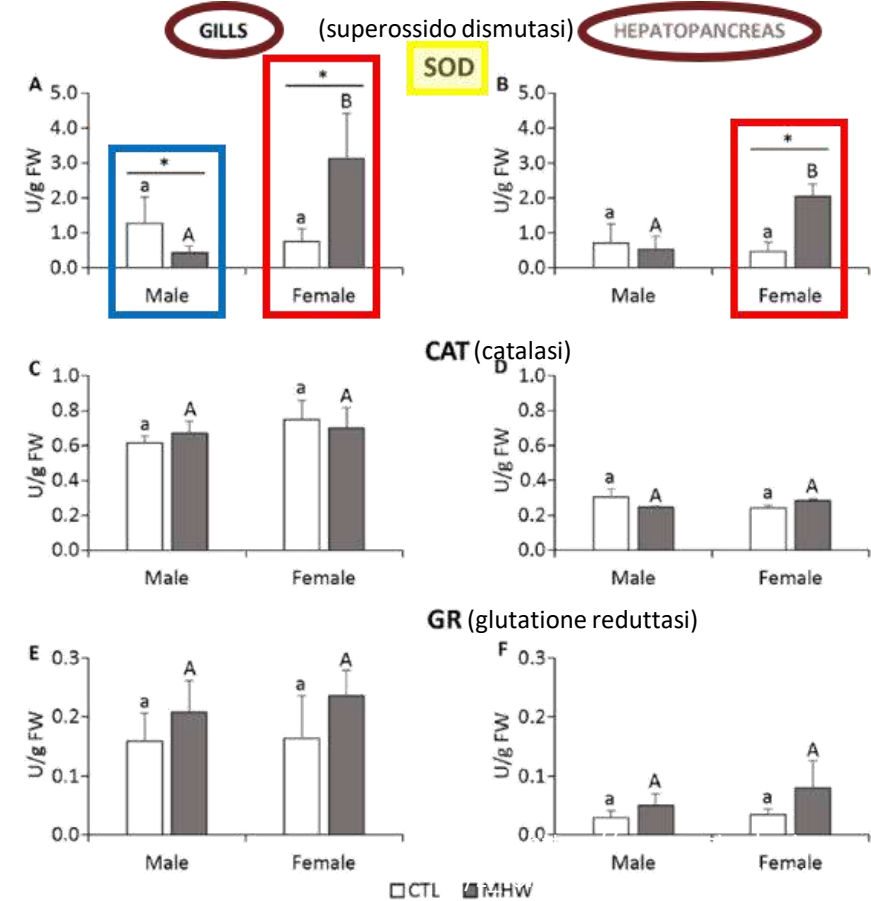 GILLS (superossido dismutasi) HEPATOPANCREAS
SOD
A
5.0
4.0
3.0
2.0
1.0
0.0
U/g FW
*
a
A
*
a
B
Male Female
B
5.0
4.0
3.0
2.0
1.0
0.0
U/g FW
a
A
*
a
B
Male Female
CAT (catalasi)
C
1.0
0.8
0.6
0.4
0.2
0.0
U/g FW
a
A
a
A
Male Female
D
1.0
0.8
0.6
0.4
0.2
0.0
U/g FW
a
A
a
A
Male Female
GR (glutatione reduttasi)
E
0.3
0.2
0.1
0.0
U/g FW
a
A
a
A
Male Female
F
0.3
0.2
0.1
0.0
U/g FW
a
A
a
A
Male Female
CTL MHW